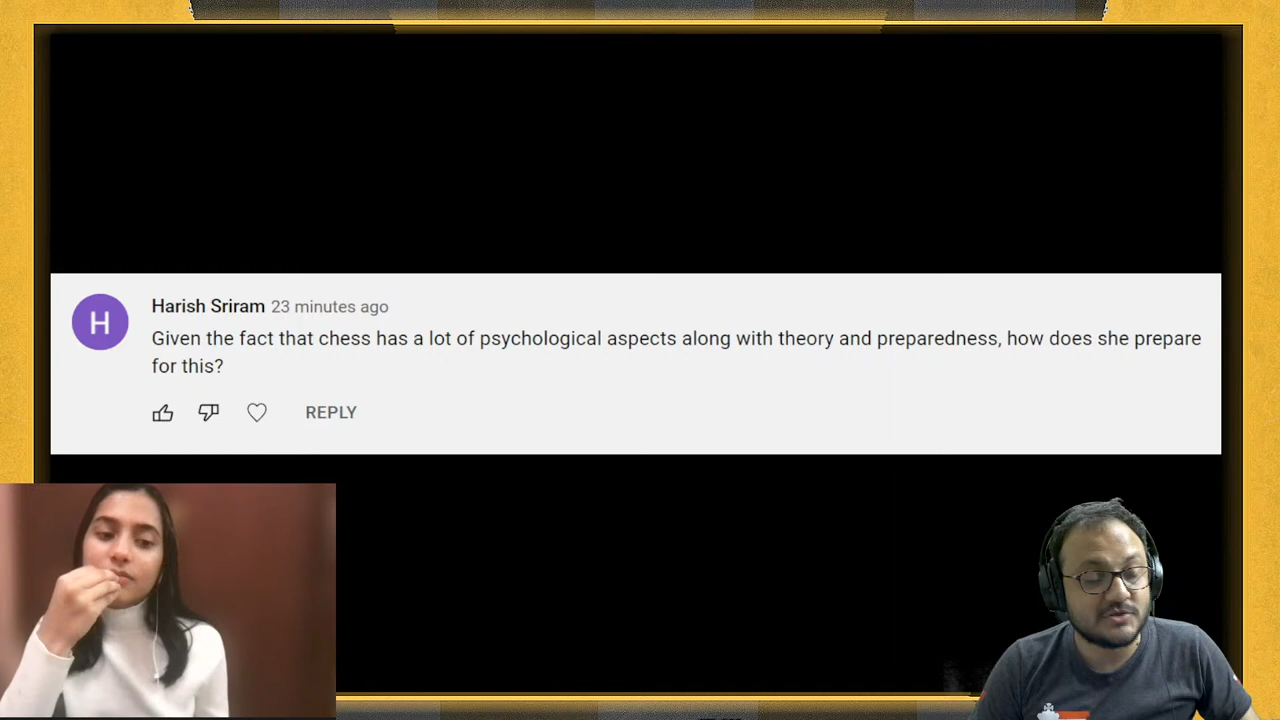 H
Harish Sriram 23 minutes ago
Given the fact that chess has a lot of psychological aspects along with theory and preparedness, how does she prepare
for this?
REPLY